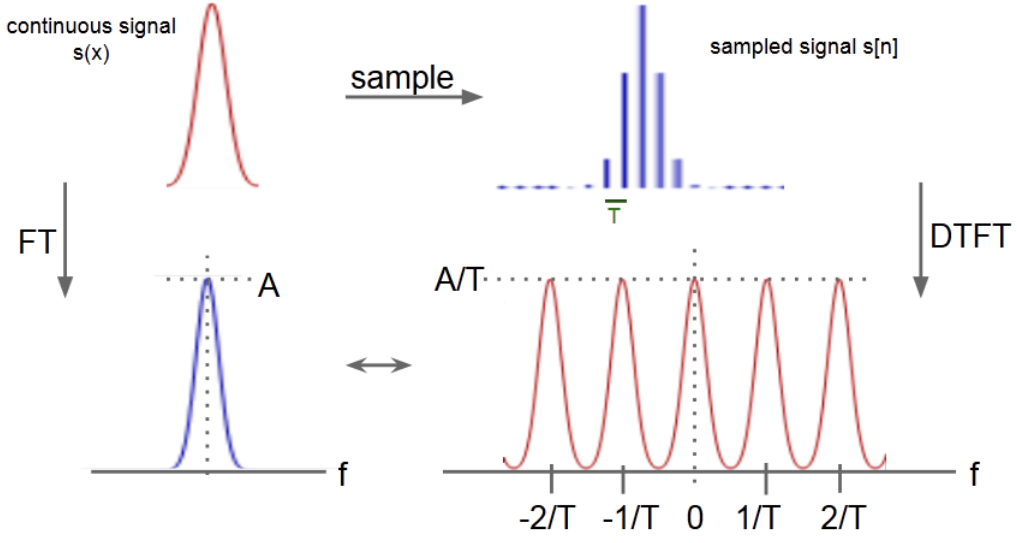 continuous signal
s(x)
sample
sampled signal s[n]
T
FT
DTFT
A
A/T
f
f
-2/T
-1/T
0
1/T
2/T